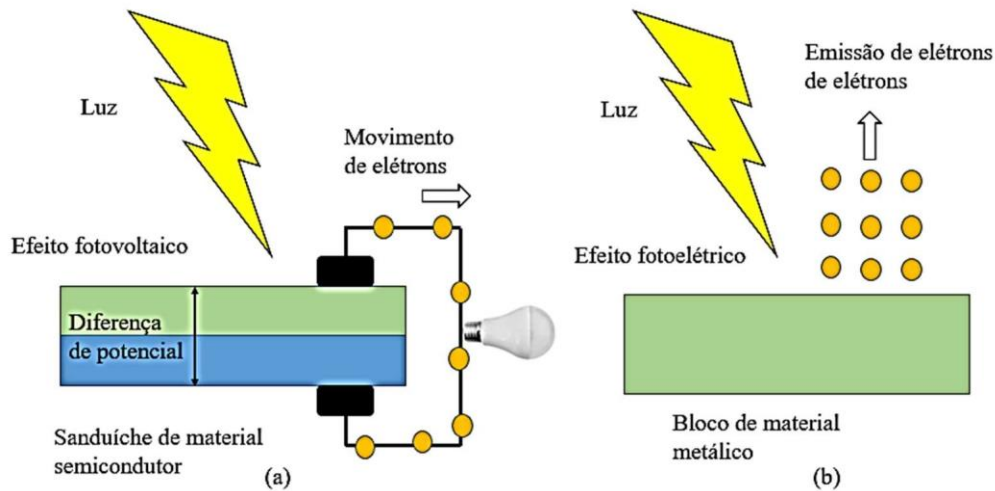 Luz
Movimento
de elétrons
Efeito fotovoltaico
Diferença
de potencial
Sanduíche de material
semicondutor
(a)
Emissão de elétrons
de elétrons
Luz
Efeito fotoelétrico
Bloco de material
metálico
(b)